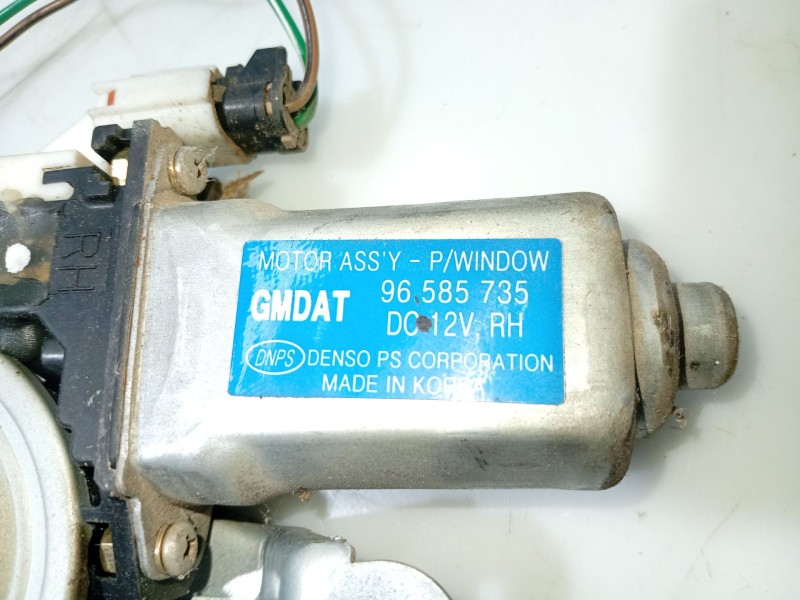 MOTOR ASS'Y - P/WINDOW
GMDAT 96 585 735
DC 12V RH
DNPS DENSO PS CORPORATION
MADE IN KOREA
RH